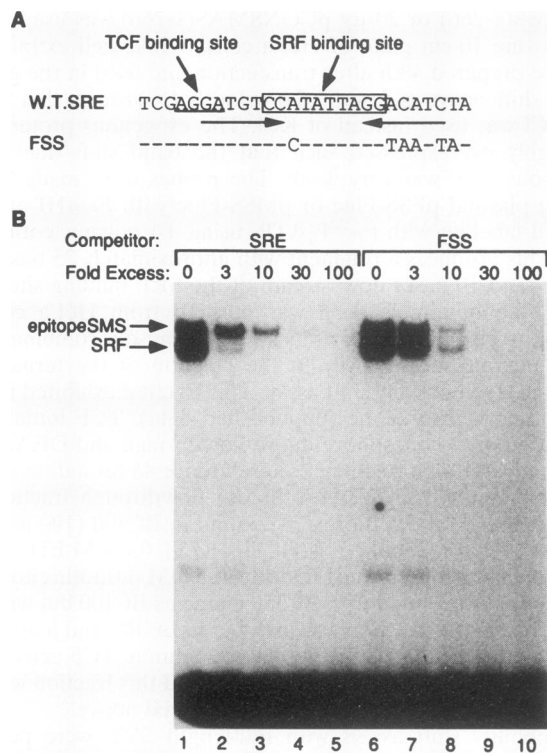 A
TCF binding site SRF binding site
W.T.SRE TCGAGGATGTCCATATTAGGACATCTA
FSS ------------C-------TAA-TA-
B
Competitor: SRE FSS
Fold Excess: 0 3 10 30 100 0 3 10 30 100
epitopeSMS
SRF
1 2 3 4 5 6 7 8 9 10